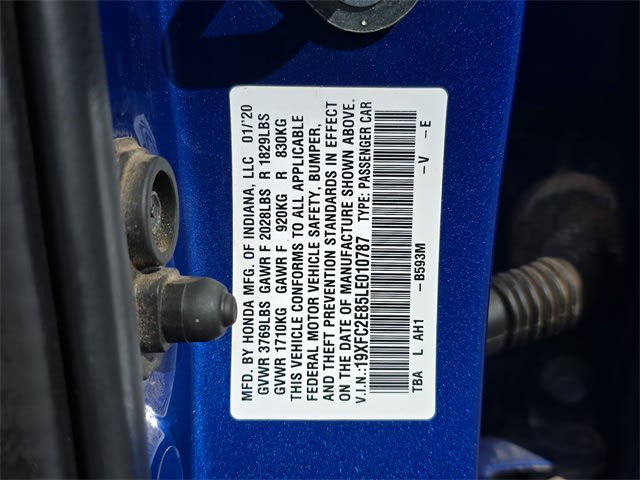 MFD. BY HONDA MFG. OF INDIANA, LLC 01/'20
GVWR 3769LBS GAWR F 2028LBS R 1829LBS
GVWR 1710KG GAWR F 920KG R 830KG
THIS VEHICLE CONFORMS TO ALL APPLICABLE
FEDERAL MOTOR VEHICLE SAFETY, BUMPER,
AND THEFT PREVENTION STANDARDS IN EFFECT
ON THE DATE OF MANUFACTURE SHOWN ABOVE.
V.I.N.:19XFC2E85LE010787 TYPE: PASSENGER CAR
TBA L AH1 -B593M -V -E